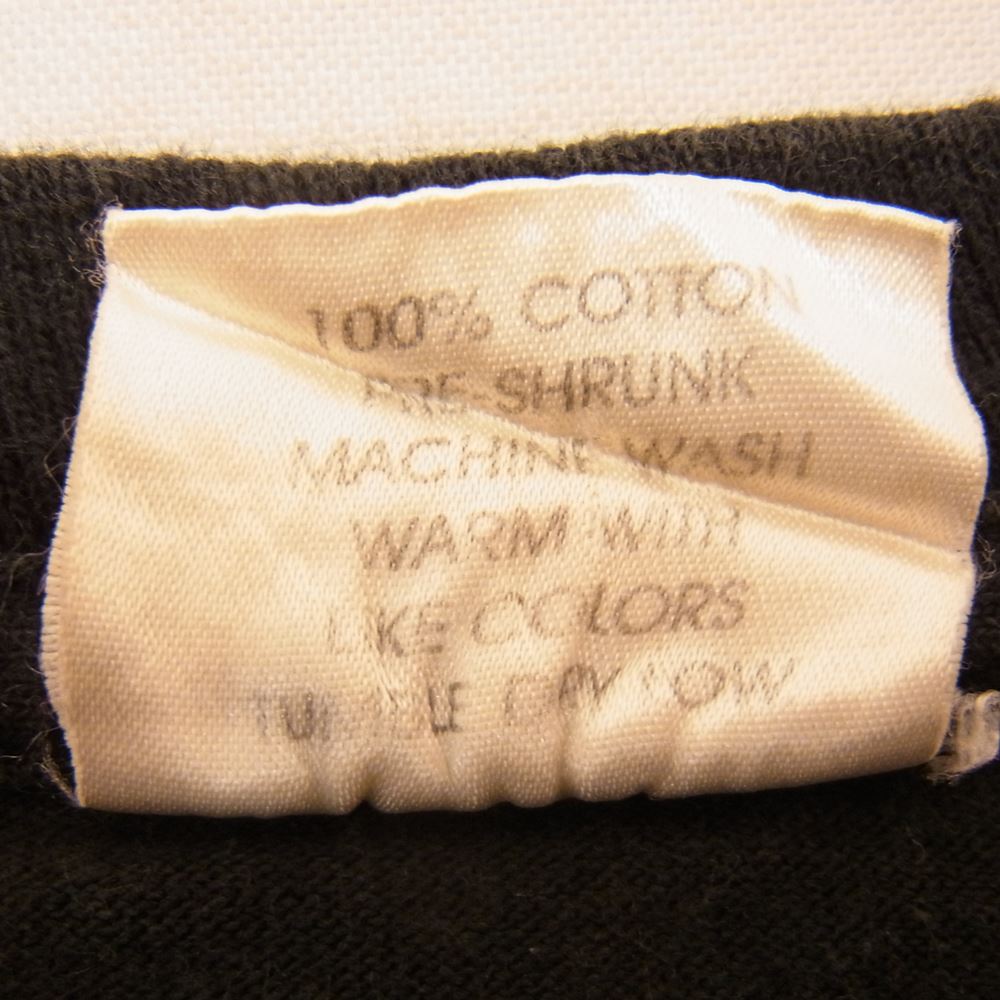 100% COTTON
PRE-SHRUNK
MACHINE WASH
WARM WITH
LIKE COLORS
TUMBLE DRY LOW